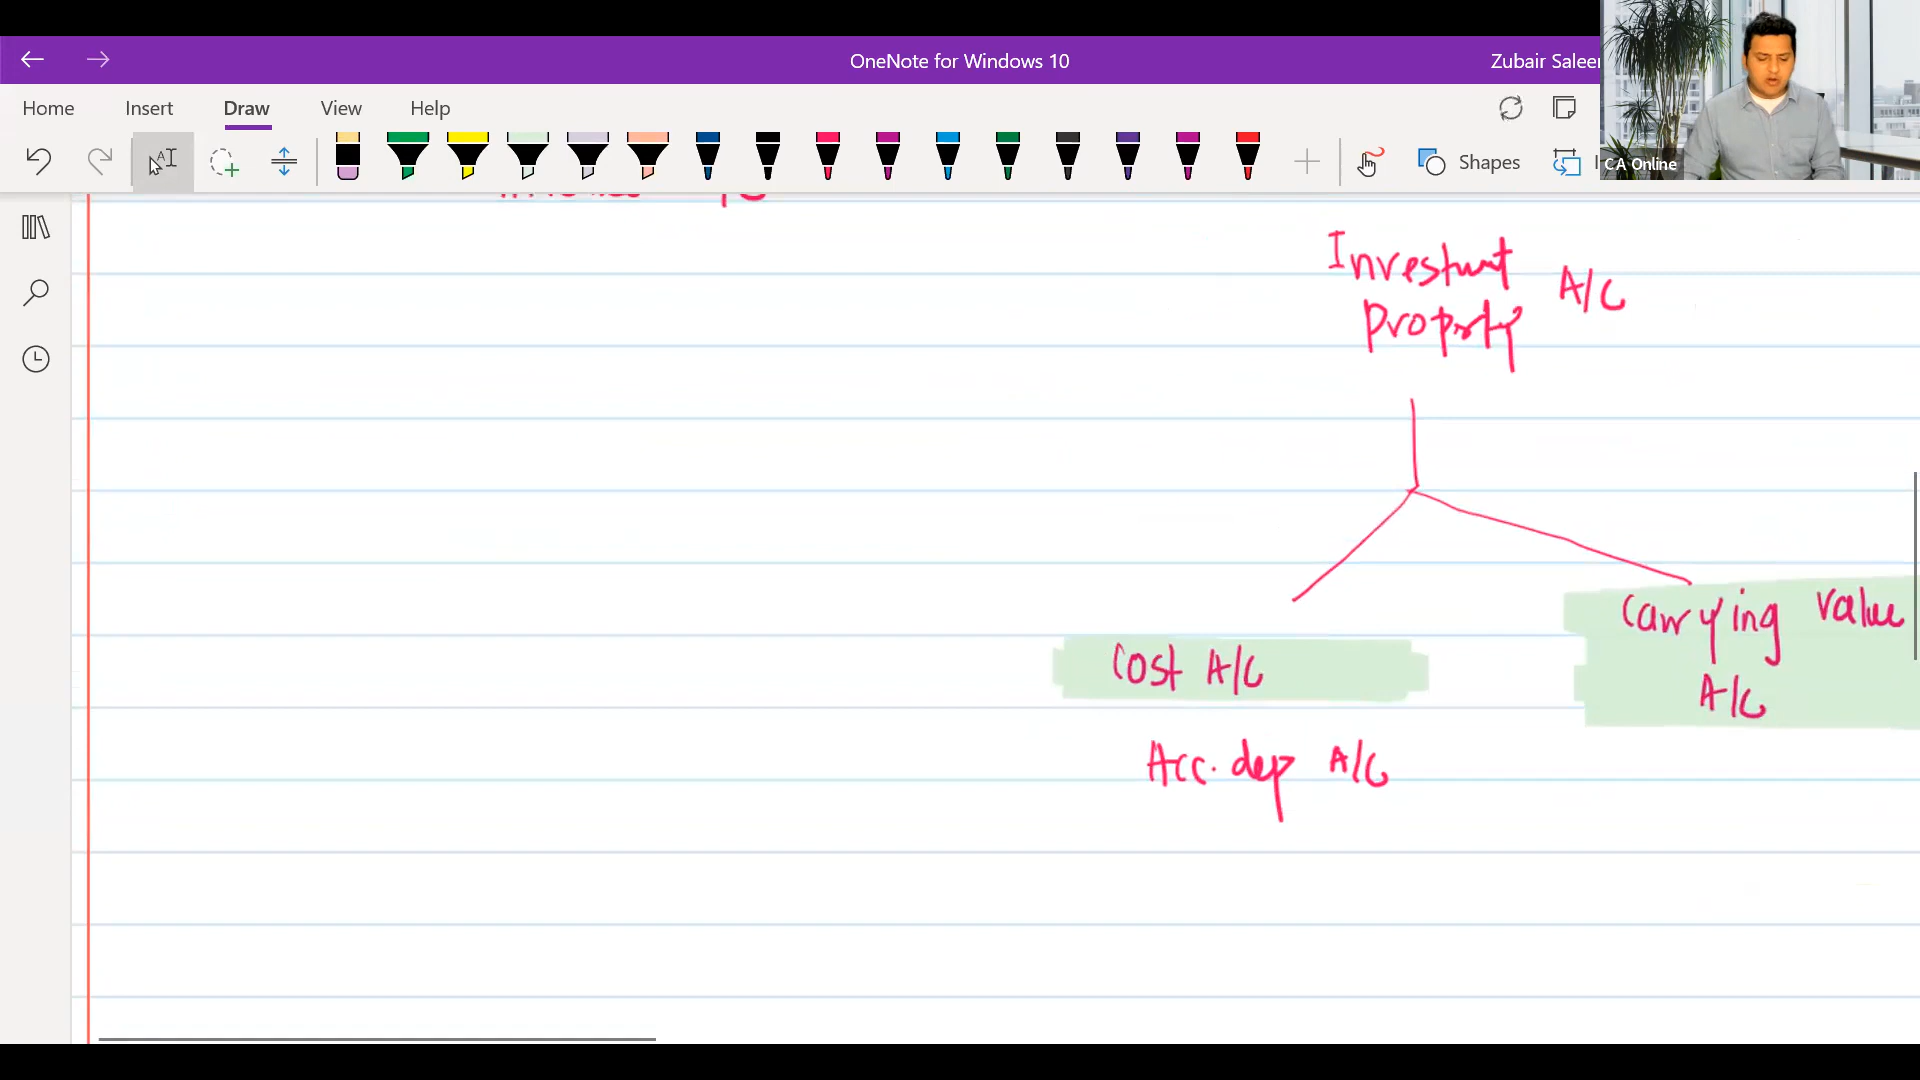 OneNote for Windows 10
Zubair Saleer
Home Insert Draw View Help
Shapes
CA Online
Investment
Property A/C
Cost A/C
Carrying Value
A/C
Acc. dep A/C